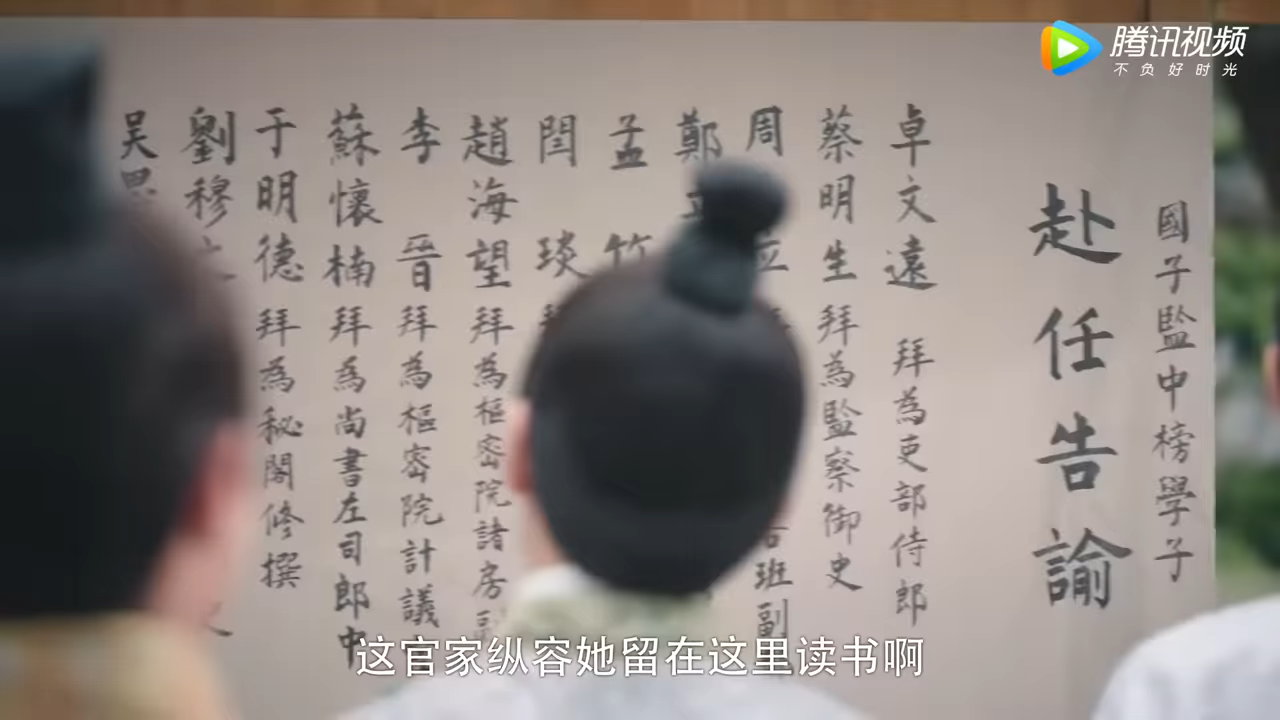 腾讯视频
不负好时光
國子監中榜學子
赴任告諭
卓文遠 拜為吏部侍郎
蔡明生 拜為監察御史
周
班副
鄭
孟
閆琰
趙海望 拜為樞密院諸房副
李晉 拜為樞密院計議
蘇懷楠 拜為尚書左司郎中
于明德 拜為秘閣修撰
劉穆
吴思
这官家纵容她留在这里读书啊